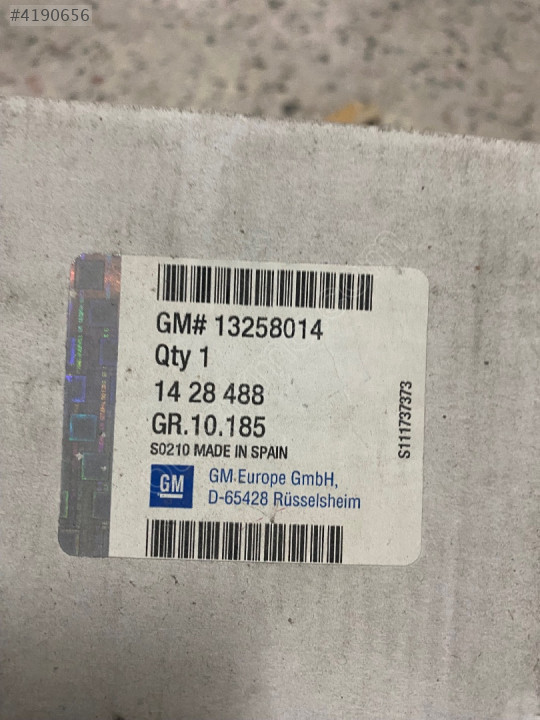 #4190656
GM# 13258014
Qty 1
14 28 488
GR.10.185
S0210 MADE IN SPAIN
GM
GM Europe GmbH,
D-65428 Rüsselsheim
S111737373